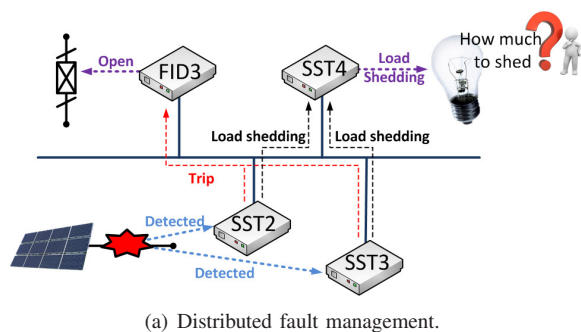 How much
to shed
?
Open
FID3
SST4
Load
Shedding
Load shedding
Load shedding
Trip
Detected
SST2
Detected
SST3
(a) Distributed fault management.